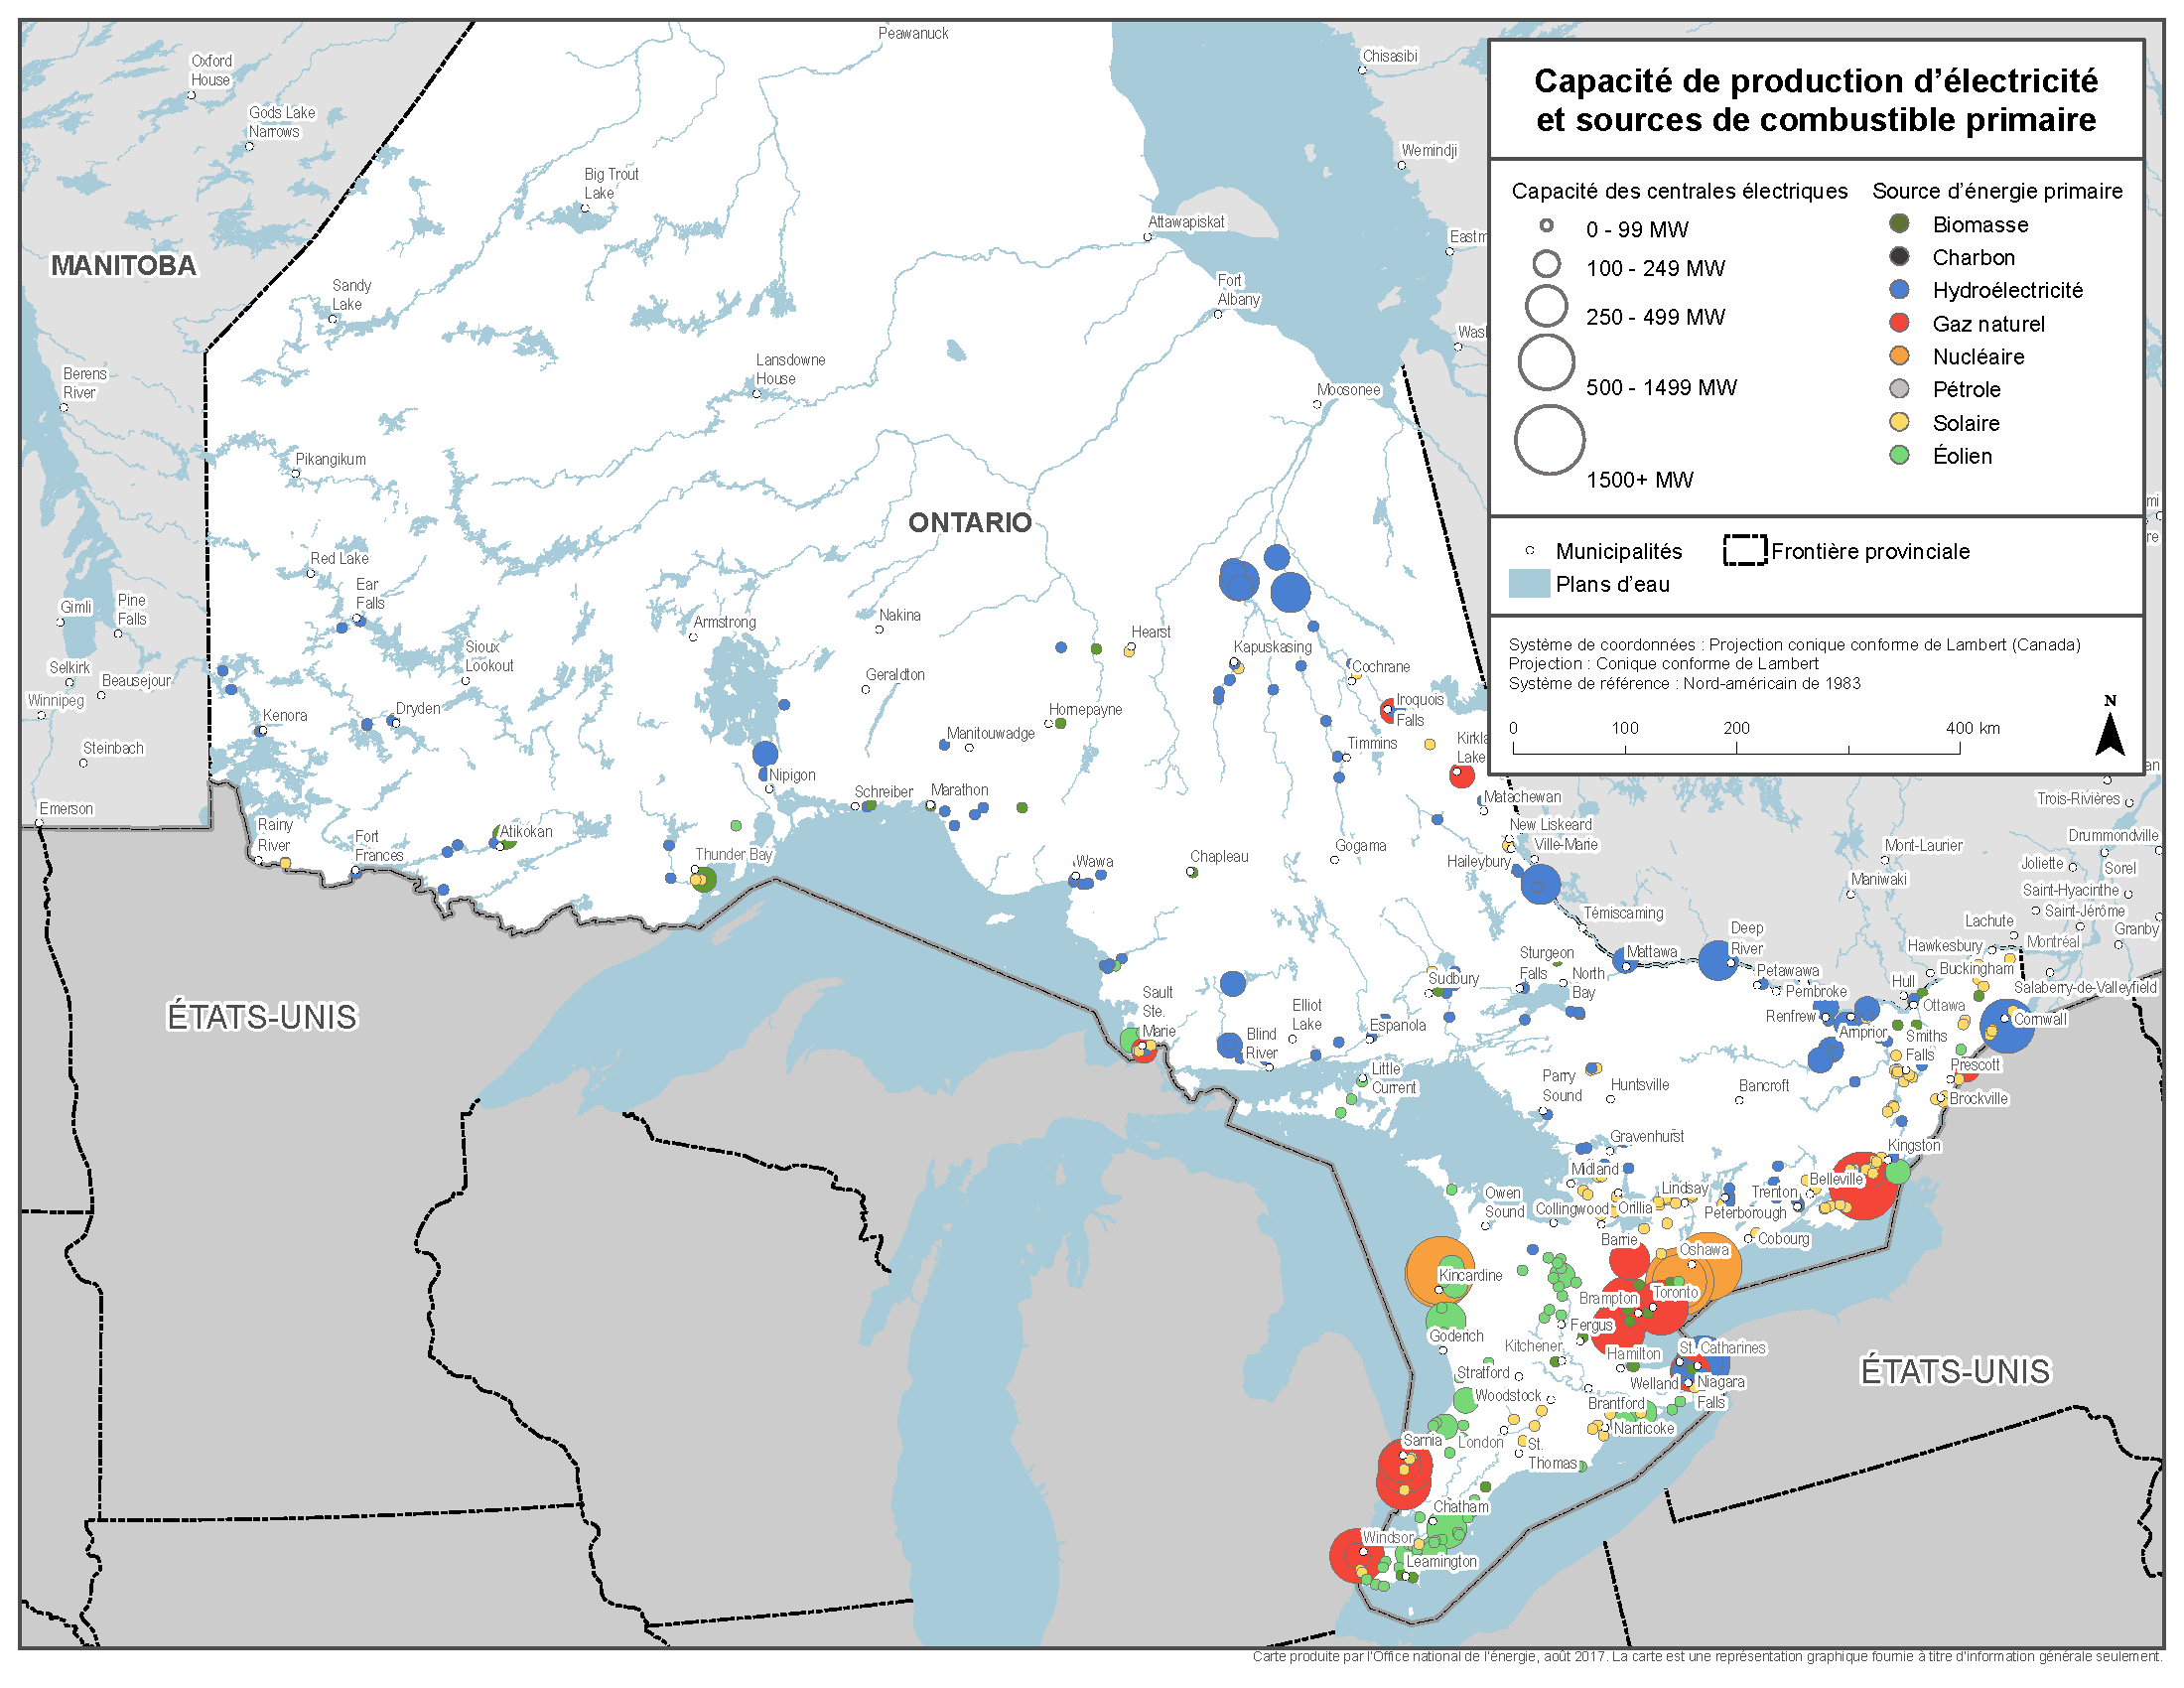 Capacité de production d'électricité
et sources de combustible primaire
Capacité des centrales électriques
0 - 99 MW
100 - 249 MW
250 - 499 MW
500 - 1499 MW
1500+ MW
Source d'énergie primaire
Biomasse
Charbon
Hydroélectricité
Gaz naturel
Nucléaire
Pétrole
Solaire
Éolien
Municipalités
Frontière provinciale
Plans d'eau
Système de coordonnées : Projection conique conforme de Lambert (Canada)
Projection : Conique conforme de Lambert
Système de référence : Nord-américain de 1983
N
0 100 200 400 km
Peawanuck
Oxford
House
Gods Lake
Narrows
Chisasibi
Wemindji
Big Trout
Lake
Attawapiskat
Eastm
MANITOBA
Sandy
Lake
Fort
Albany
Wasl
Lansdowne
House
Berens
River
Moosonee
Pikangikum
ONTARIO
Red Lake
Ear
Falls
Gimli
Pine
Falls
Nakina
Armstrong
Hearst
Sioux
Lookout
Kapuskasing
Cochrane
Selkirk
Beausejour
Winnipeg
Geraldton
Iroquois
Falls
Kenora
Dryden
Hornepayne
Manitouwadge
Steinbach
Timmins
Kirkla
Lake
Nipigon
Schreiber
Marathon
Emerson
Matachewan
Trois-Rivières
Rainy
River
Fort
Frances
Atikokan
New Liskeard
Ville-Marie
Drummondville
Thunder Bay
Wawa
Chapleau
Gogama
Haileybury
Mont-Laurier
Joliette
Sorel
Maniwaki
Saint-Hyacinthe
Saint-Jérôme
Témiscaming
Lachute
Granby
Deep
River
Mattawa
Hawkesbury
Montréal
Sturgeon
Falls
North
Bay
Petawawa
Buckingham
Sudbury
Pembroke
Hull
Salaberry-de-Valleyfield
Sault
Ste.
Marie
Elliot
Lake
Espanola
Renfrew
Ottawa
Cornwall
ÉTATS-UNIS
Blind
River
Arnprior
Smiths
Falls
Little
Current
Parry
Sound
Huntsville
Bancroft
Prescott
Brockville
Gravenhurst
Kingston
Midland
Belleville
Owen
Sound
Collingwood
Orillia
Lindsay
Trenton
Peterborough
Barrie
Oshawa
Cobourg
Kincardine
Brampton
Toronto
Goderich
Fergus
Kitchener
Hamilton
St. Catharines
ÉTATS-UNIS
Stratford
Welland
Niagara
Falls
Woodstock
Brantford
Nanticoke
Sarnia
London
St.
Thomas
Chatham
Windsor
Leamington
Carte produite par l'Office national de l'énergie, août 2017. La carte est une représentation graphique fournie à titre d'information générale seulement.